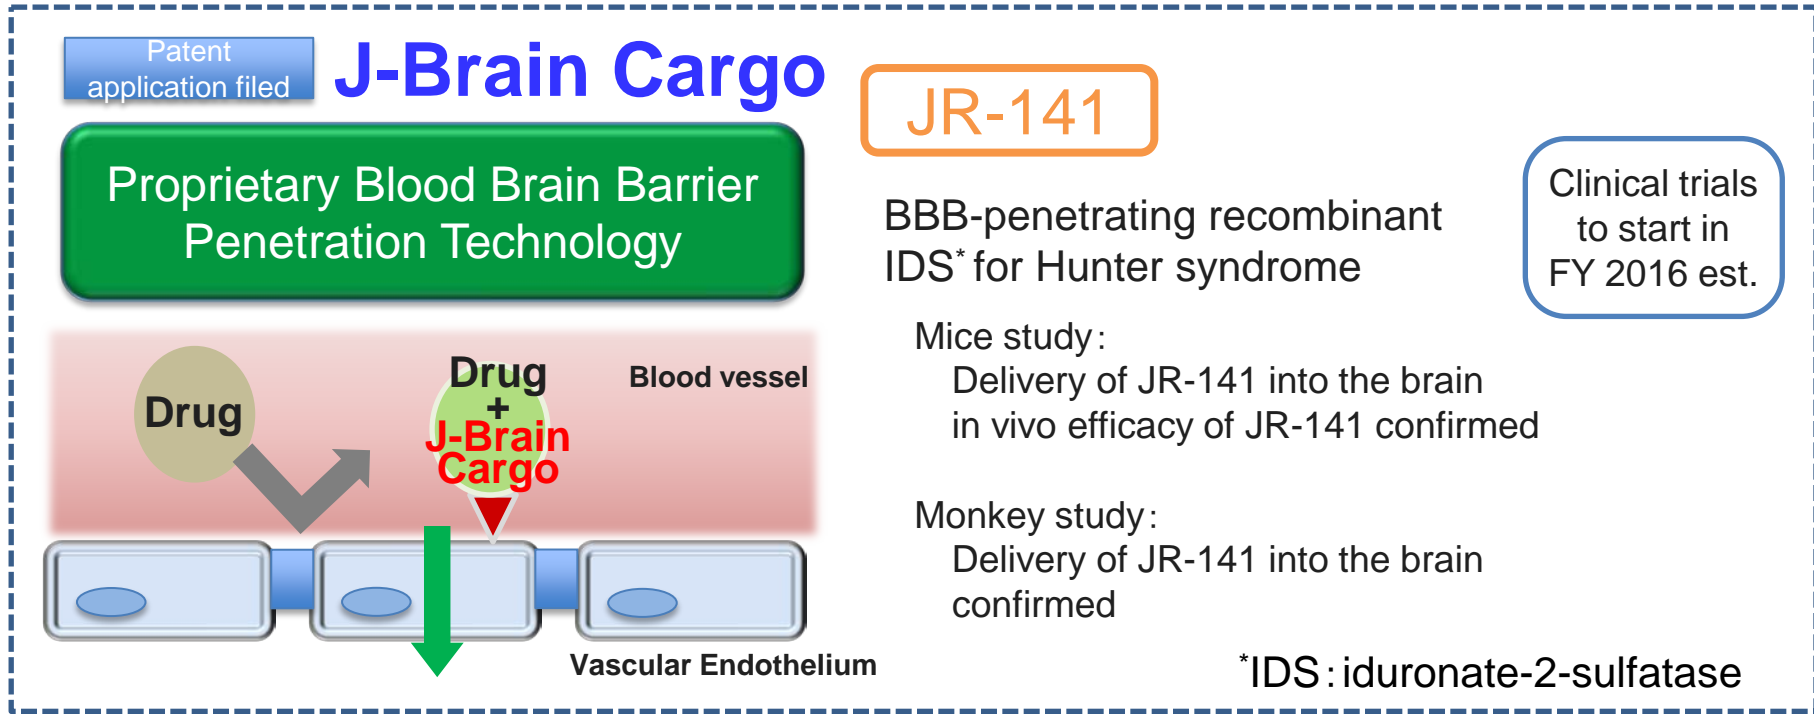 Patent
application filed
J-Brain Cargo
Proprietary Blood Brain Barrier
Penetration Technology
Drug
Drug
+
J-Brain
Cargo
Blood vessel
Vascular Endothelium
JR-141
BBB-penetrating recombinant
IDS* for Hunter syndrome
Clinical trials
to start in
FY 2016 est.
Mice study：
Delivery of JR-141 into the brain
in vivo efficacy of JR-141 confirmed
Monkey study：
Delivery of JR-141 into the brain
confirmed
*IDS：iduronate-2-sulfatase